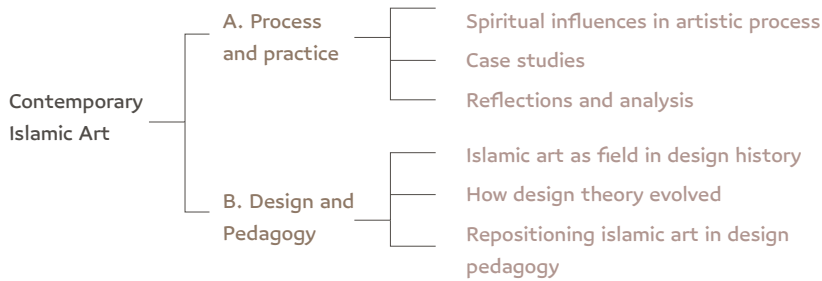 Contemporary
Islamic Art
A. Process
and practice
Spiritual influences in artistic process
Case studies
Reflections and analysis
B. Design and
Pedagogy
Islamic art as field in design history
How design theory evolved
Repositioning islamic art in design
pedagogy